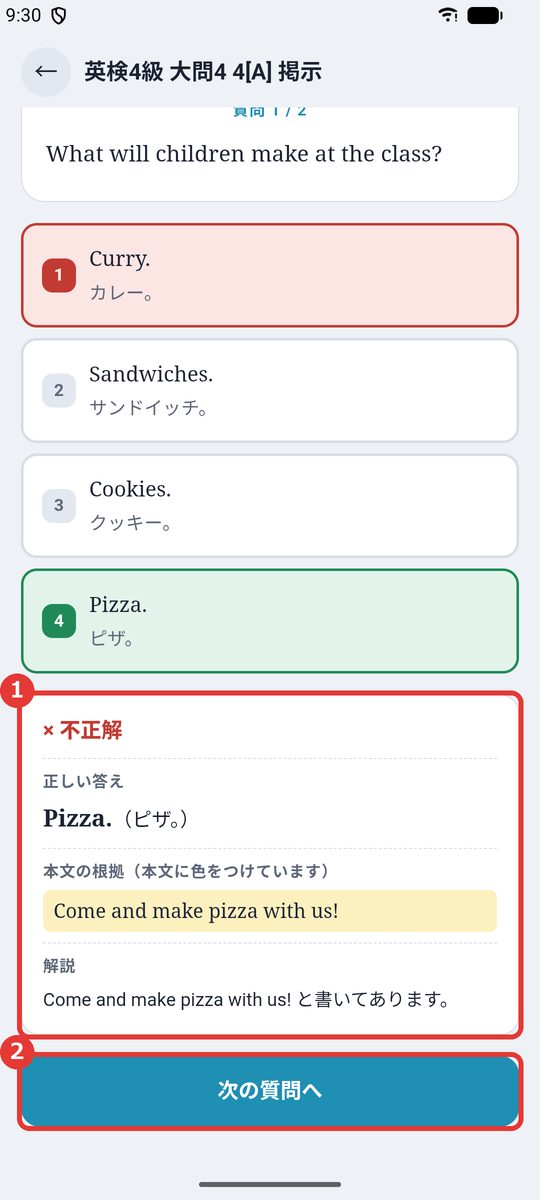 9:30
← 英検4級 大問4 4[A] 掲示
質問 1 / 2
What will children make at the class?
1
Curry.
カレー。
2
Sandwiches.
サンドイッチ。
3
Cookies.
クッキー。
4
Pizza.
ピザ。
1
× 不正解
正しい答え
Pizza.（ピザ。）
本文の根拠（本文に色をつけています）
Come and make pizza with us!
解説
Come and make pizza with us! と書いてあります。
2
次の質問へ